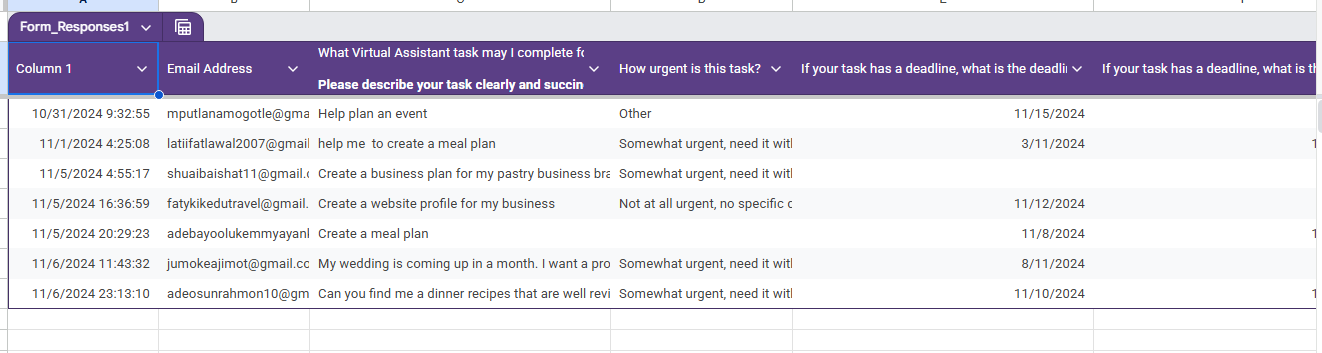 Form_Responses1
Column 1 Email Address What Virtual Assistant task may I complete fo How urgent is this task? If your task has a deadline, what is the deadli If your task has a deadline, what is th
Please describe your task clearly and succin
10/31/2024 9:32:55 mputlanamogotle@gma Help plan an event Other 11/15/2024
11/1/2024 4:25:08 latiifatlawal2007@gmail help me to create a meal plan Somewhat urgent, need it with 3/11/2024 1
11/5/2024 4:55:17 shuaibaishat11@gmail.c Create a business plan for my pastry business bra Somewhat urgent, need it with
11/5/2024 16:36:59 fatykikedutravel@gmail. Create a website profile for my business Not at all urgent, no specific d 11/12/2024
11/5/2024 20:29:23 adebayoolukemmyayanl Create a meal plan 11/8/2024 1
11/6/2024 11:43:32 jumokeajimot@gmail.cc My wedding is coming up in a month. I want a pro Somewhat urgent, need it with 8/11/2024
11/6/2024 23:13:10 adeosunrahmon10@gm Can you find me a dinner recipes that are well revi Somewhat urgent, need it with 11/10/2024 1